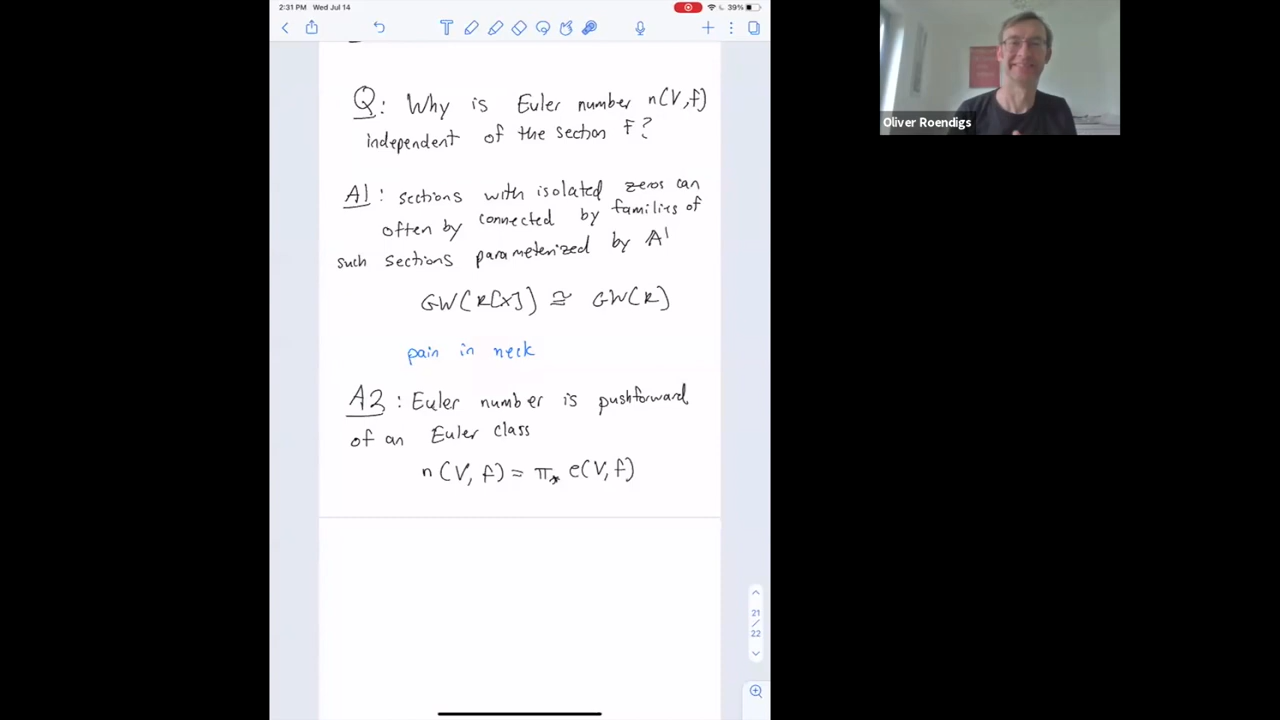 2:31 PM Wed Jul 14
39%
Q: Why is Euler number n(V,f)
independent of the section f?
A1: sections with isolated zeros can
often by connected by families of
such sections parameterized by A¹
GW(k[x]) ≅ GW(k)
pain in neck
A2: Euler number is pushforward
of an Euler class
n(V, f) = π* e(V, f)
21
/
22
Oliver Roendigs